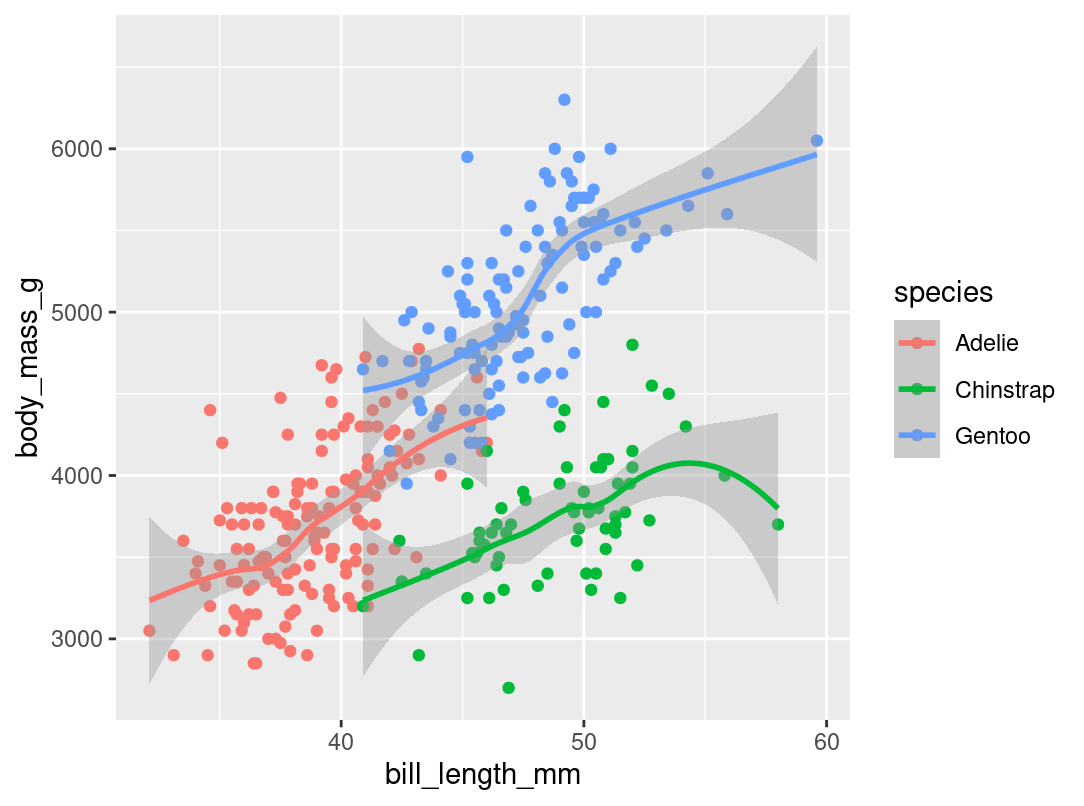 6000
5000
4000
3000
body_mass_g
40
50
60
bill_length_mm
species
Adelie
Chinstrap
Gentoo